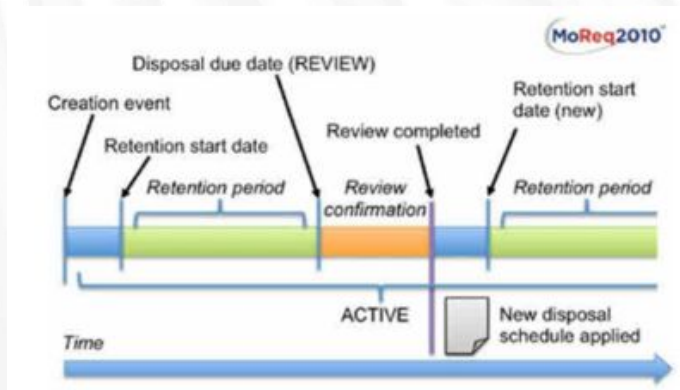 MoReq2010
Disposal due date (REVIEW)
Creation event
Retention start
date (new)
Review completed
Retention start date
Retention period
Review
confirmation
Retention period
ACTIVE
New disposal
schedule applied
Time